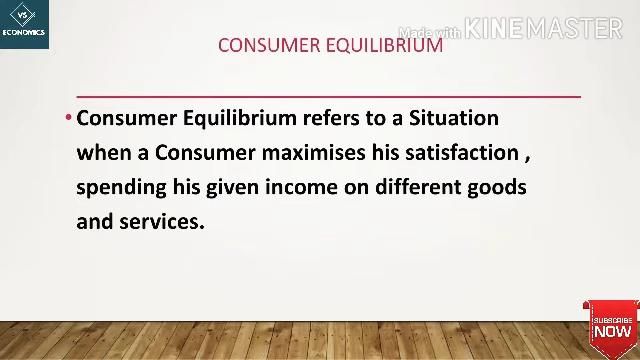 VS
ECONOMICS
Made with KINEMASTER
CONSUMER EQUILIBRIUM
• Consumer Equilibrium refers to a Situation
when a Consumer maximises his satisfaction ,
spending his given income on different goods
and services.
SUBSCRIBE
NOW